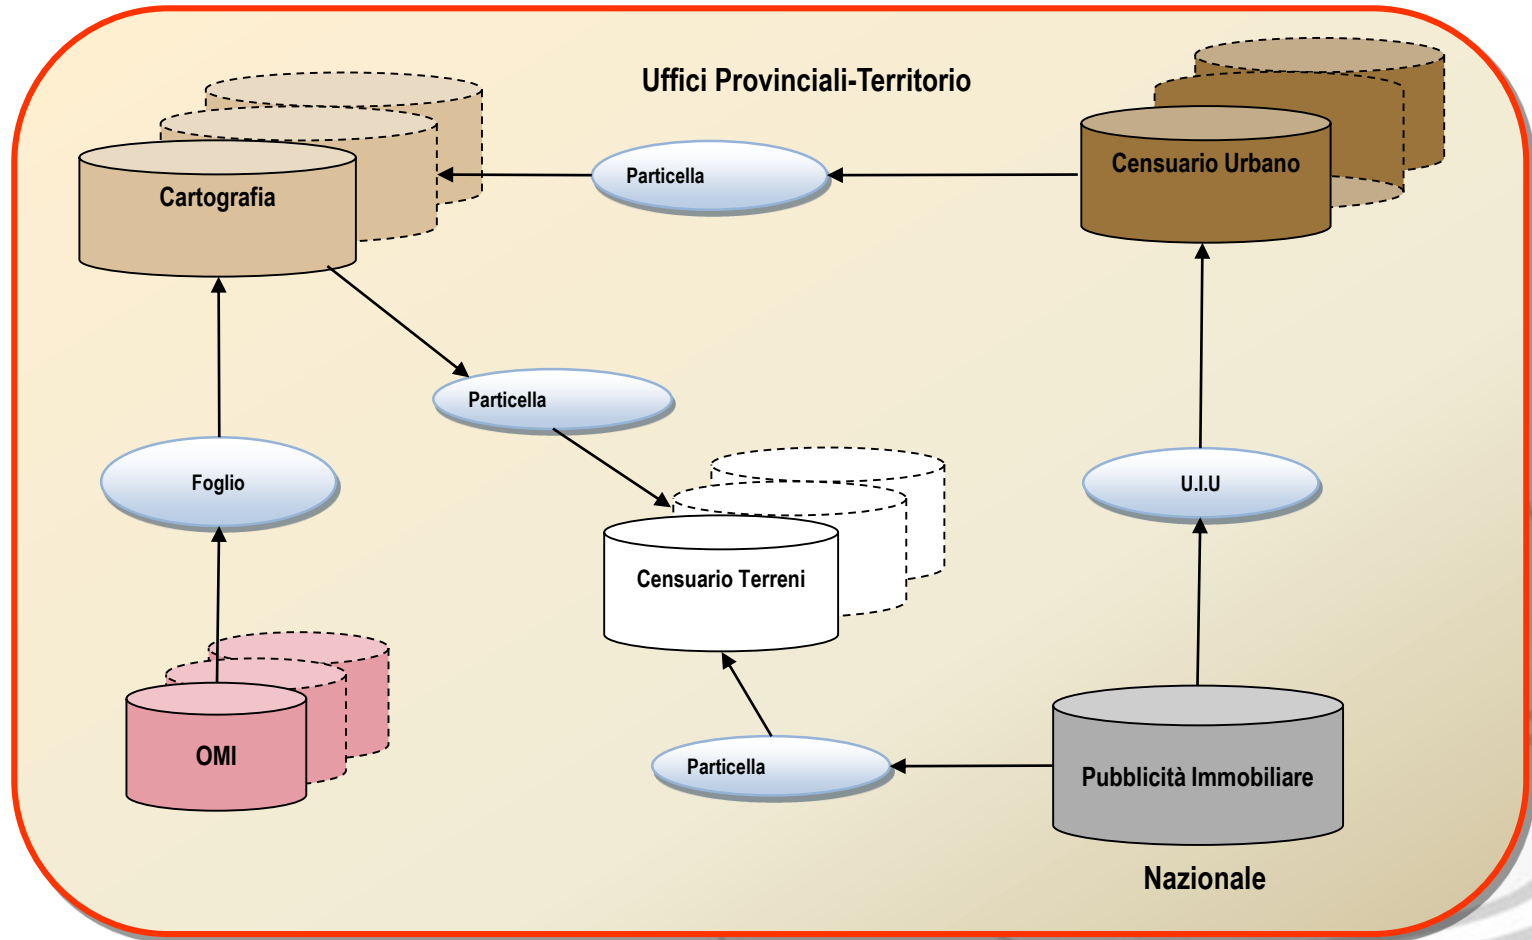 Uffici Provinciali-Territorio
Censuario Urbano
Particella
Cartografia
Particella
Foglio
U.I.U
Censuario Terreni
OMI
Particella
Pubblicità Immobiliare
Nazionale